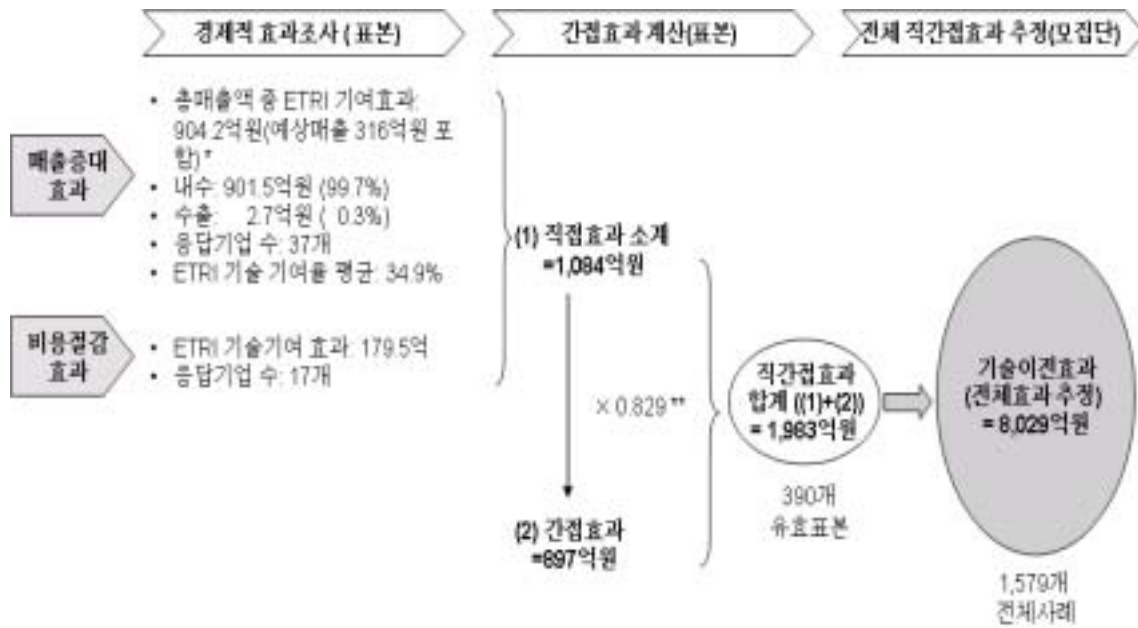 경제적 효과조사 ( 표본)
간접효과 계산(표본)
전체 직간접효과 추정(모집단)
매출증대
효과
• 총매출액 중 ETRI 기여효과:
904.2억원(예상매출 316억원 포
함)*
• 내수: 901.5억원 (99.7%)
• 수출: 2.7억원 ( 0.3%)
• 응답기업 수: 37개
• ETRI 기술 기여율 평균: 34.9%
비용절감
효과
• ETRI 기술기여 효과: 179.5억
• 응답기업 수: 17개
(1) 직접효과 소계
=1,084억원
× 0.829 **
(2) 간접효과
=897억원
직간접효과
합계 ((1)+(2))
= 1,983억원
390개
유효표본
기술이전효과
(전체효과 추정)
= 8,029억원
1,579개
전체사례